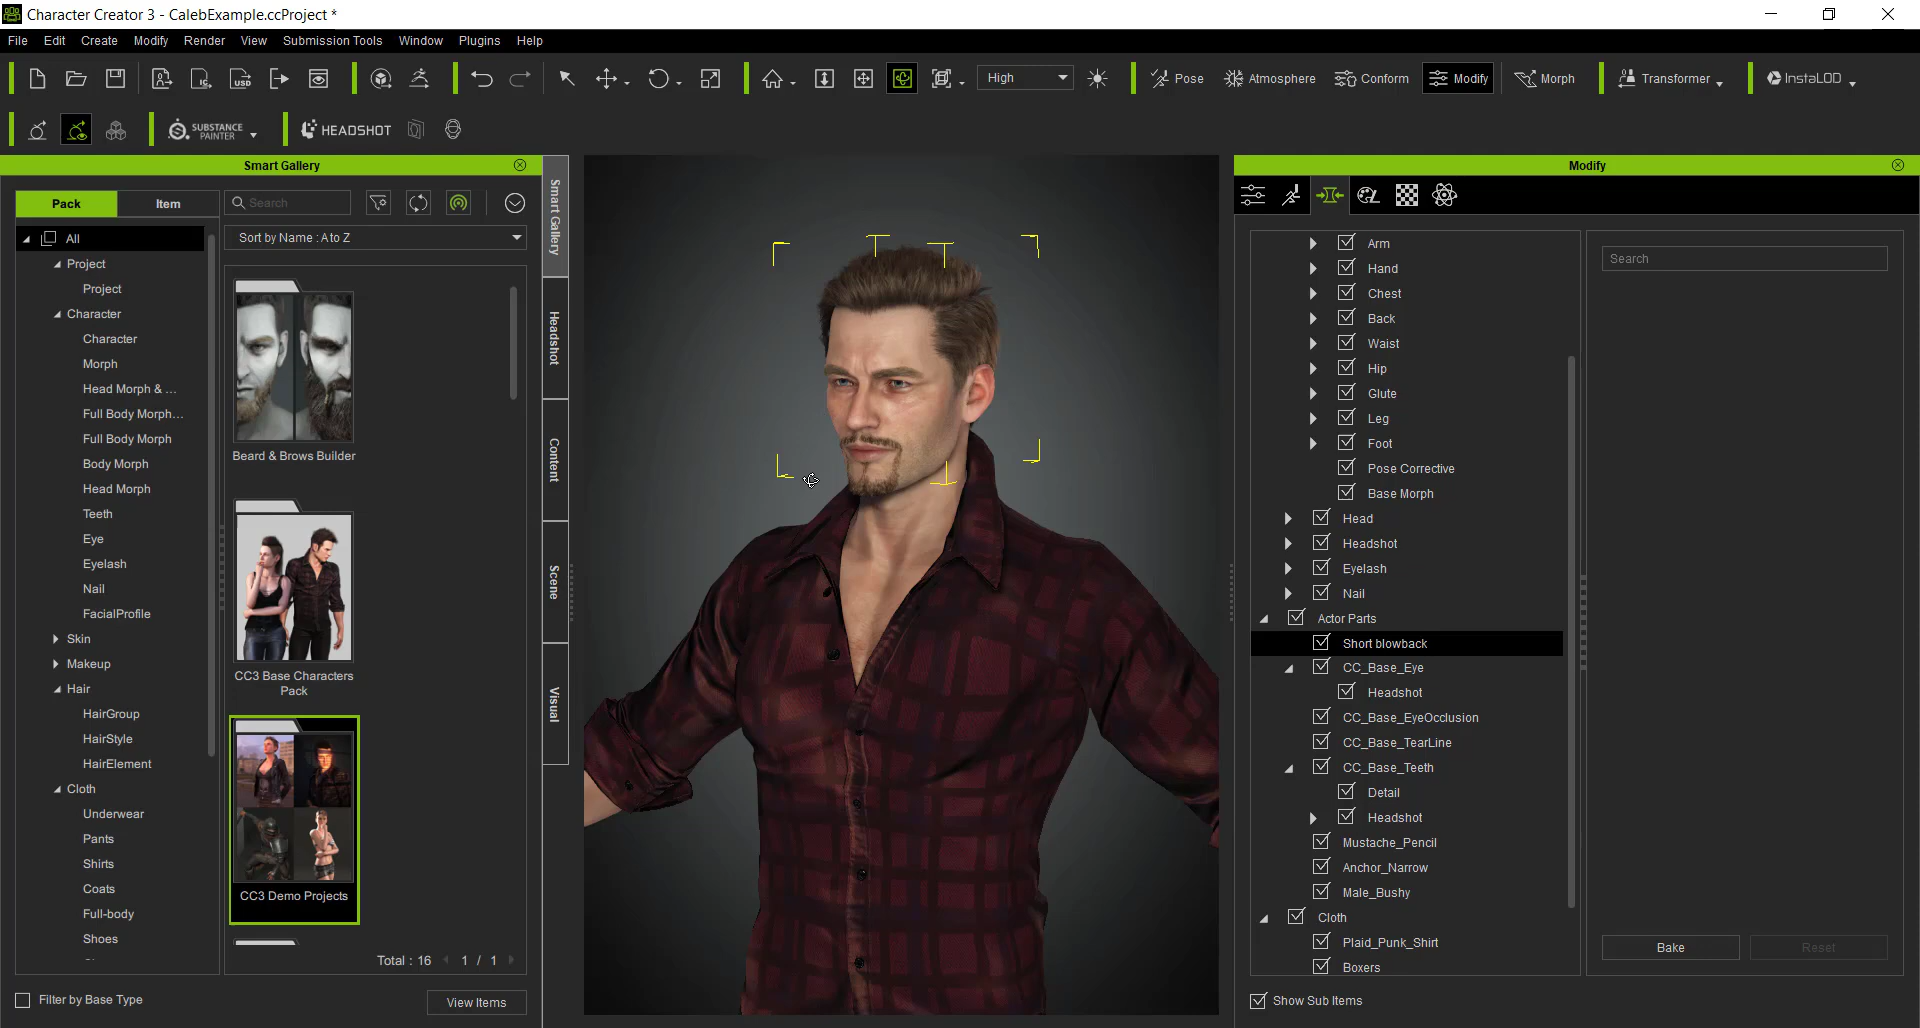 Character Creator 3 - CalebExample.ccProject *
File Edit Create Modify Render View Submission Tools Window Plugins Help
High Pose Atmosphere Conform Modify Morph Transformer InstaLOD
SUBSTANCE PAINTER HEADSHOT
Smart Gallery
Pack Item
Search
Sort by Name : A to Z
All
Project
Project
Character
Character
Morph
Head Morph & ...
Full Body Morph...
Full Body Morph
Body Morph
Head Morph
Teeth
Eye
Eyelash
Nail
FacialProfile
Skin
Makeup
Hair
HairGroup
HairStyle
HairElement
Cloth
Underwear
Pants
Shirts
Coats
Full-body
Shoes
Beard & Brows Builder
CC3 Base Characters
Pack
CC3 Demo Projects
Total : 16 1 / 1
Filter by Base Type
View Items
Smart Gallery
Headshot
Content
Scene
Visual
Modify
Arm
Hand
Chest
Back
Waist
Hip
Glute
Leg
Foot
Pose Corrective
Base Morph
Head
Headshot
Eyelash
Nail
Actor Parts
Short blowback
CC_Base_Eye
Headshot
CC_Base_EyeOcclusion
CC_Base_TearLine
CC_Base_Teeth
Detail
Headshot
Mustache_Pencil
Anchor_Narrow
Male_Bushy
Cloth
Plaid_Punk_Shirt
Boxers
Show Sub Items
Search
Bake Reset